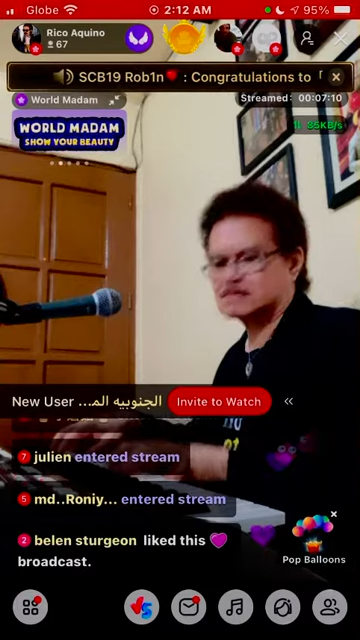 Globe 2:12 AM 95%
Rico Aquino
67
SCB19 Rob1n❤️ : Congratulations to 「
World Madam
Streamed: 00:07:10
WORLD MADAM
SHOW YOUR BEAUTY
85KB/s
New User الجنوبيه الم... Invite to Watch «
7 julien entered stream
5 md..Roniy... entered stream
2 belen sturgeon liked this 💜
broadcast.
Pop Balloons
VS